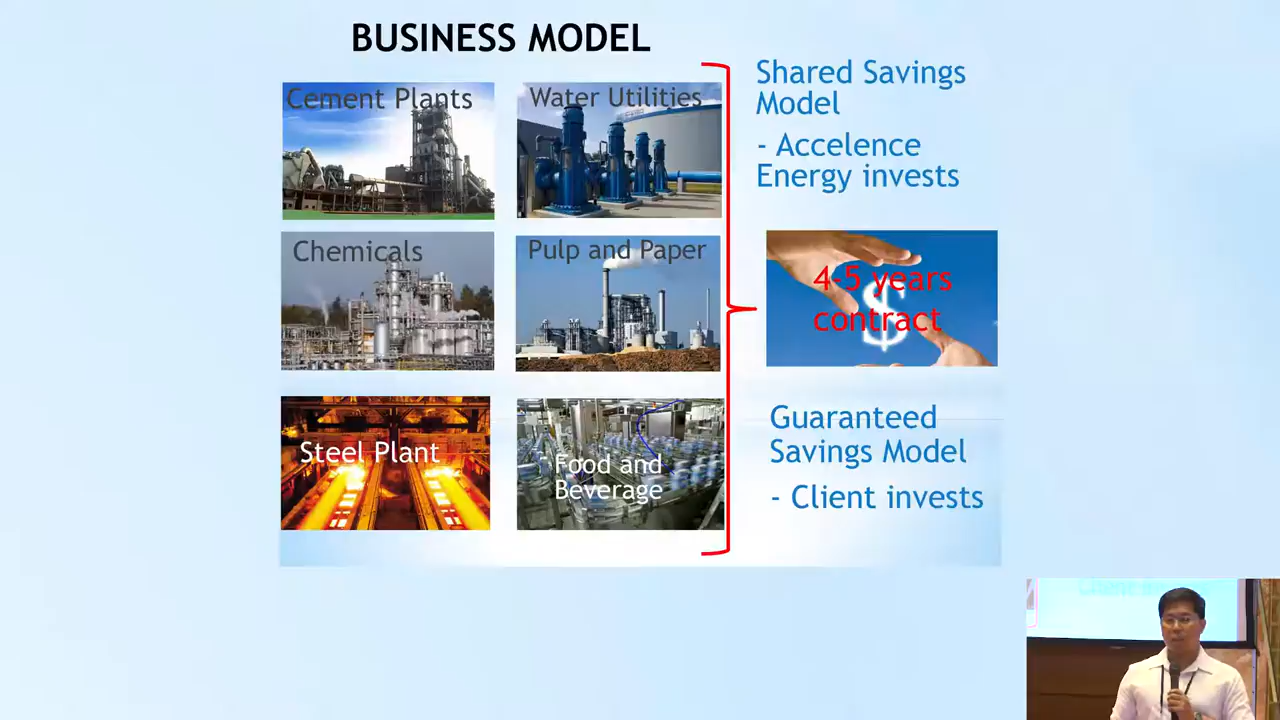 BUSINESS MODEL
Cement Plants
Water Utilities
Chemicals
Pulp and Paper
Steel Plant
Food and
Beverage
Shared Savings
Model
- Accelence
Energy invests
4-5 years
contract
Guaranteed
Savings Model
- Client invests